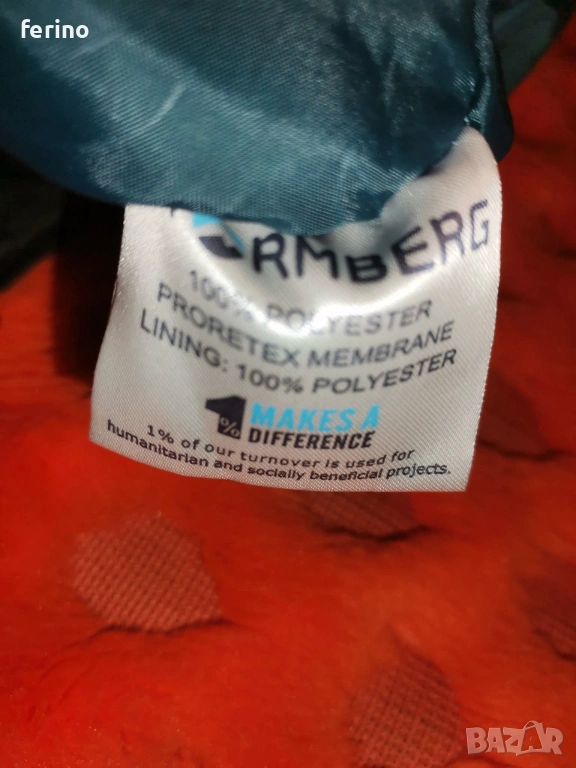 ferino
RMBERG
100% POLYESTER
PRORETEX MEMBRANE
LINING: 100% POLYESTER
1%
MAKES A
DIFFERENCE
1% of our turnover is used for
humanitarian and socially beneficial projects.
BAZAR